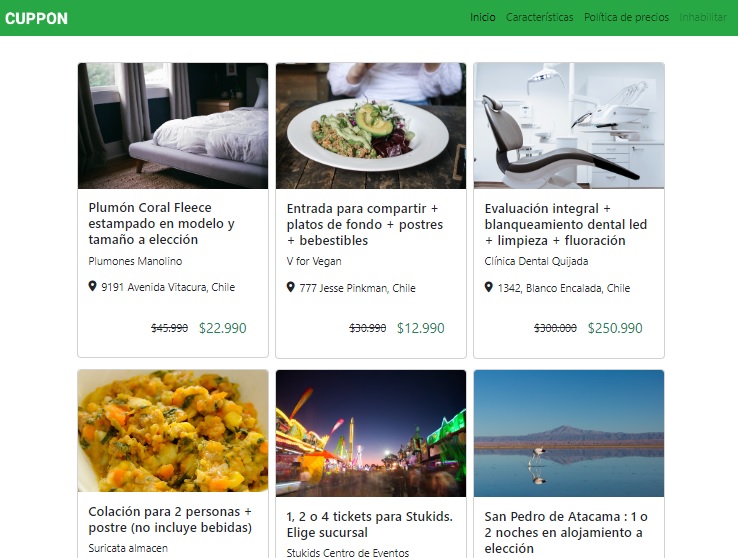 CUPPON
Inicio Características Política de precios Inhabilitar
Plumón Coral Fleece
estampado en modelo y
tamaño a elección
Plumones Manolino
9191 Avenida Vitacura, Chile
$45.990 $22.990
Entrada para compartir +
platos de fondo + postres
+ bebestibles
V for Vegan
777 Jesse Pinkman, Chile
$30.990 $12.990
Evaluación integral +
blanqueamiento dental led
+ limpieza + fluoración
Clínica Dental Quijada
1342, Blanco Encalada, Chile
$300.000 $250.990
Colación para 2 personas +
postre (no incluye bebidas)
Suricata almacen
1, 2 o 4 tickets para Stukids.
Elige sucursal
Stukids Centro de Eventos
San Pedro de Atacama : 1 o
2 noches en alojamiento a
elección